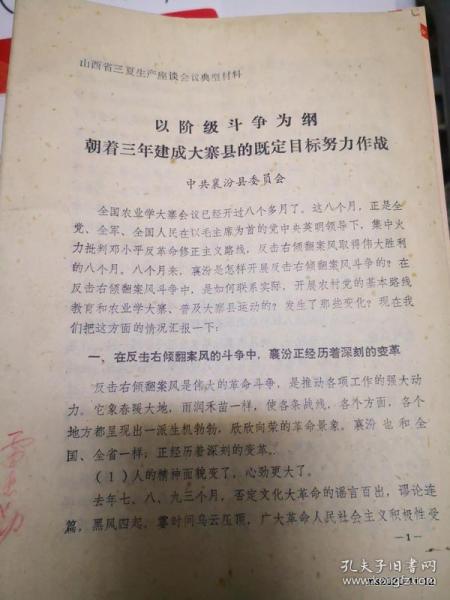 山西省三夏生产座谈会议典型材料
以阶级斗争为纲
朝着三年建成大寨县的既定目标努力作战
中共襄汾县委员会
全国农业学大寨会议已经开过八个多月了。这八个月，正是全
党、全军、全国人民在以毛主席为首的党中央英明领导下，集中火
力批判邓小平反革命修正主义路线，反击右倾翻案风取得伟大胜利
的八个月。八个月来，襄汾是怎样开展反击右倾翻案风斗争的？在
反击右倾翻案风斗争中，是如何联系实际，开展农村党的基本路线
教育和农业学大寨、普及大寨县运动的？发生了那些变化？现在我
们把这方面的情况汇报一下：
一、在反击右倾翻案风的斗争中，襄汾正经历着深刻的变革
反击右倾翻案风是伟大的革命斗争，是推动各项工作的强大动
力。它象春暖大地，雨润禾苗一样，使各条战线，各个方面，各个
地方都呈现出一派生机勃勃，欣欣向荣的革命景象。襄汾也和全
国、全省一样，正经历着深刻的变革。
（1）人的精神面貌变了，心劲更大了。
去年七、八、九三个月，否定文化大革命的谣言百出，谬论连
篇，黑风四起，霎时间乌云压顶，广大革命人民社会主义积极性受
—1—
孔夫子旧书网